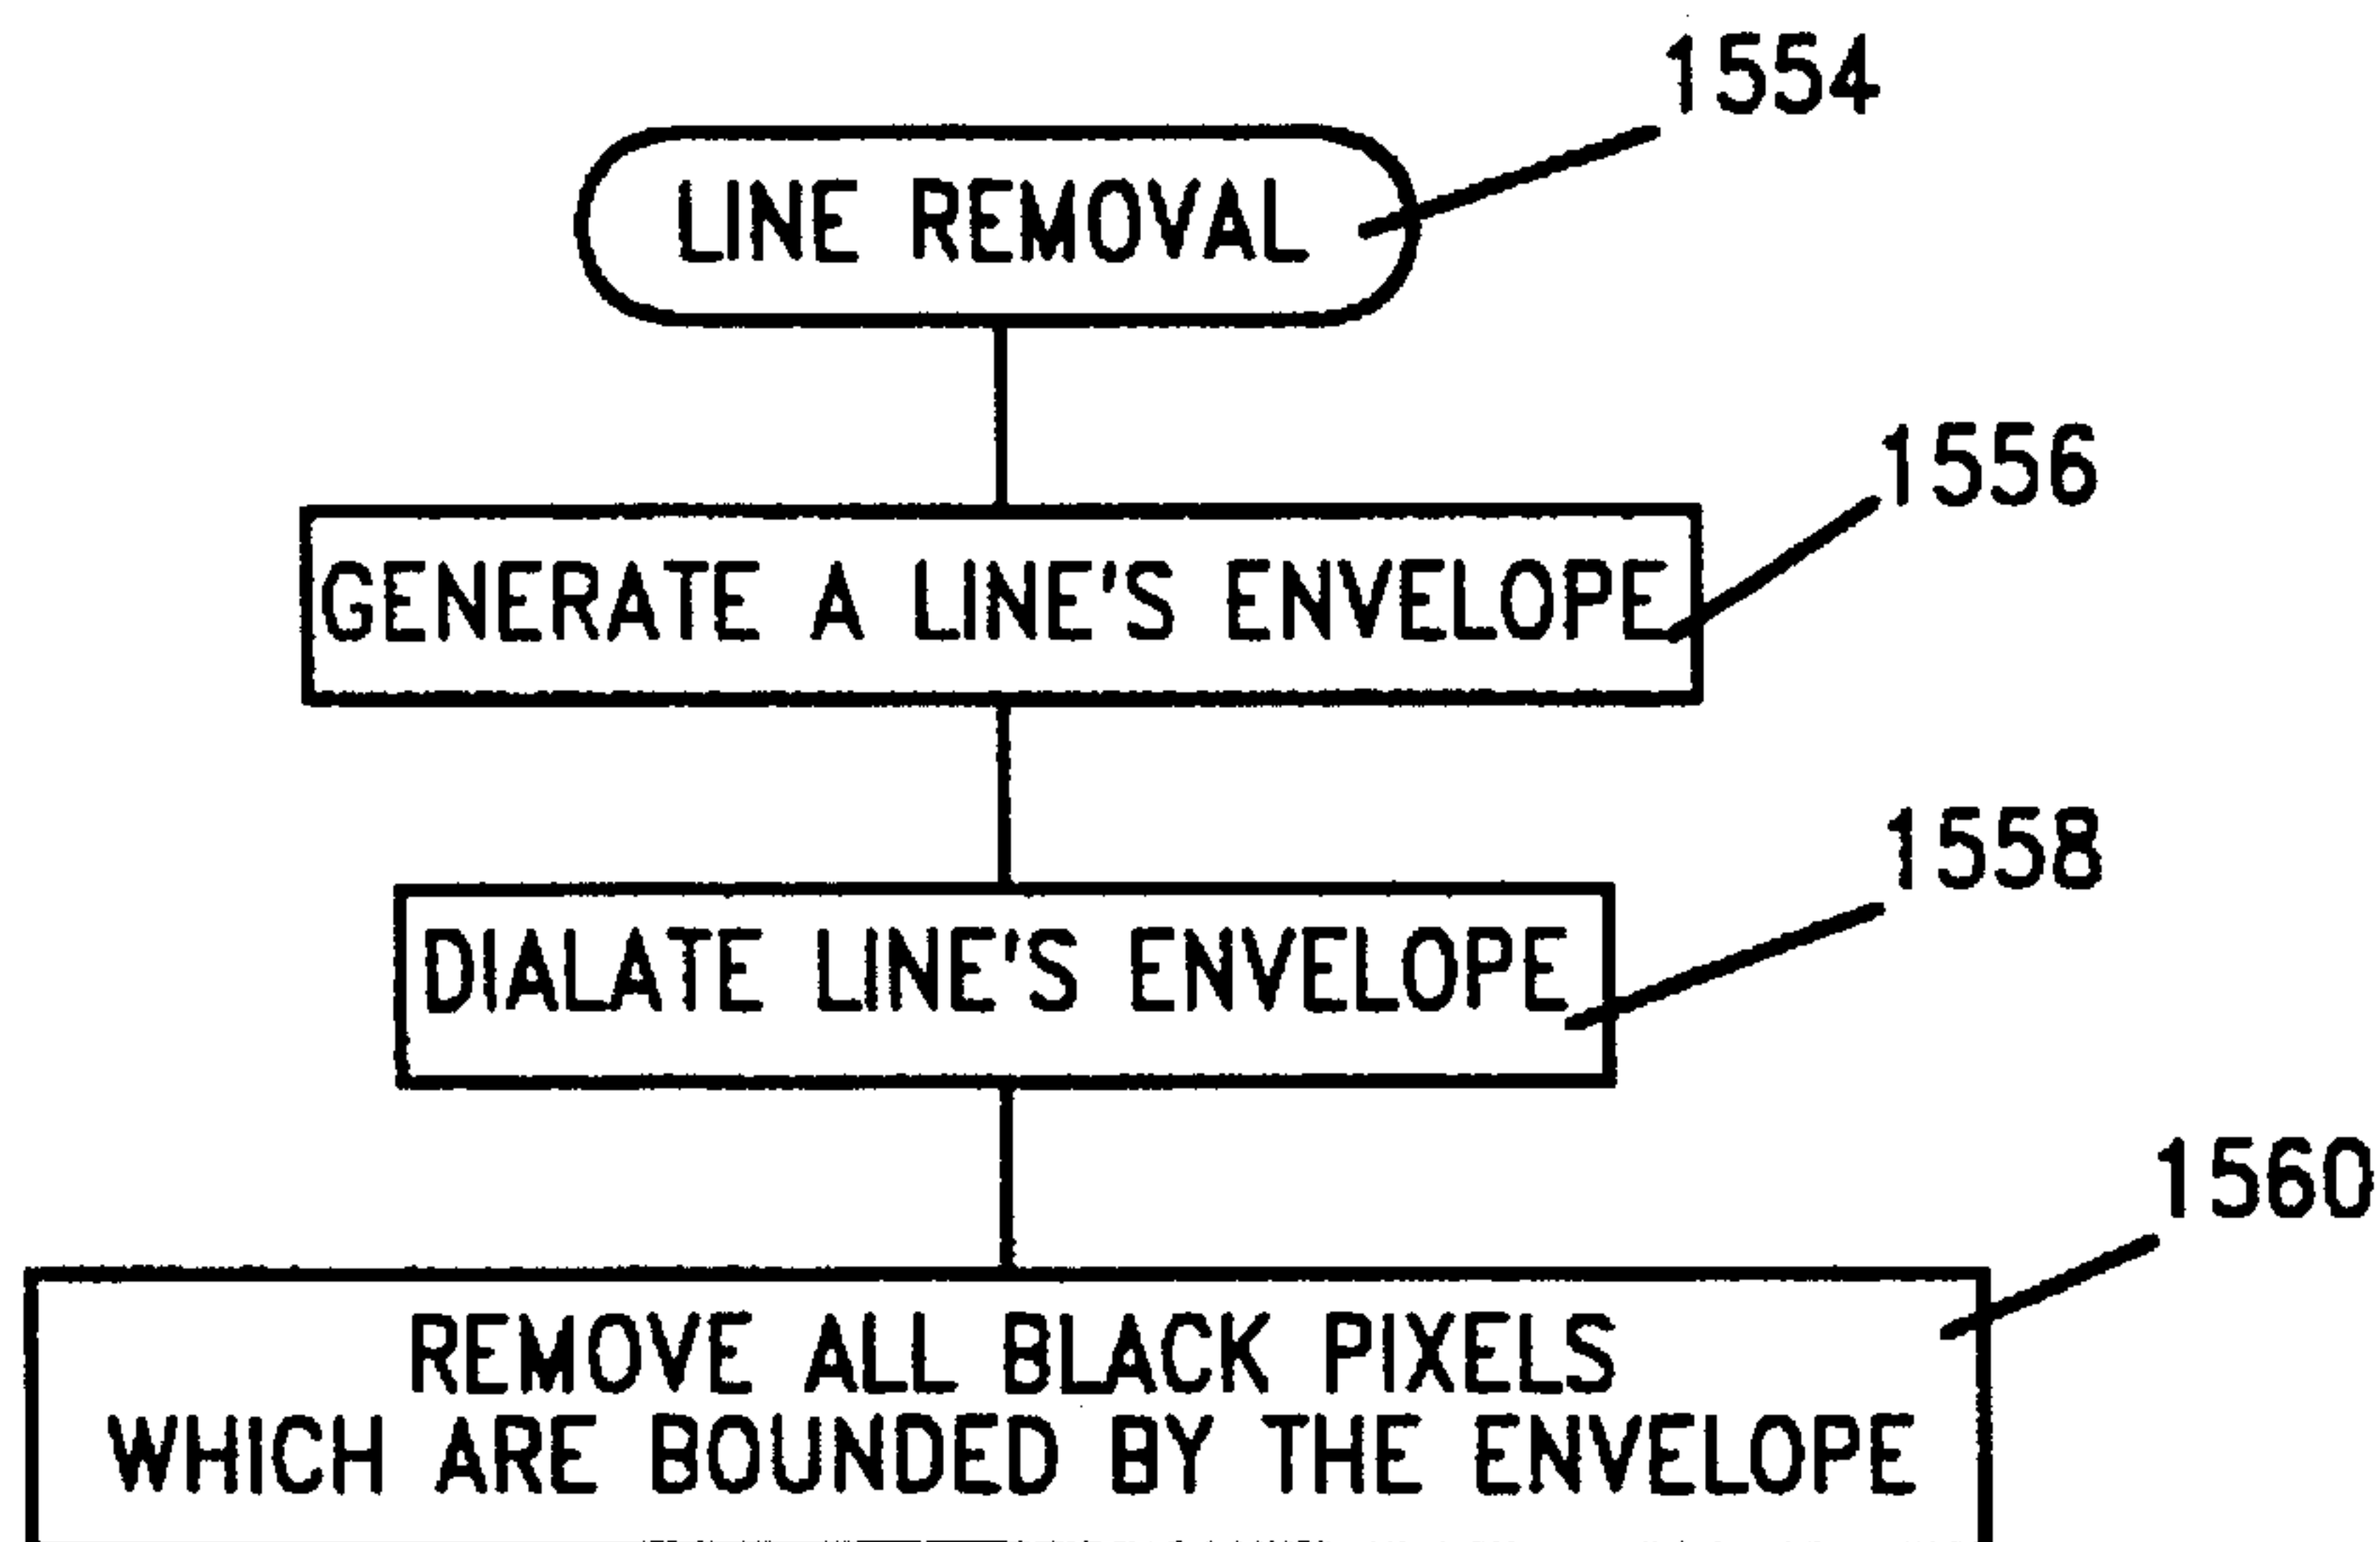 1554
LINE REMOVAL
1556
GENERATE A LINE'S ENVELOPE
1558
DIALATE LINE'S ENVELOPE
1560
REMOVE ALL BLACK PIXELS
WHICH ARE BOUNDED BY THE ENVELOPE